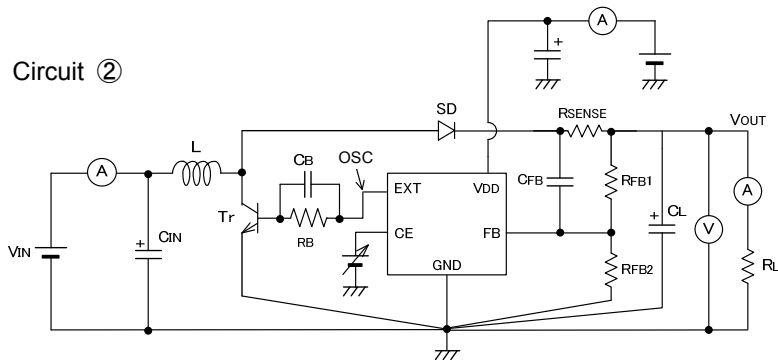 Circuit ②
A
SD
RSENSE
VOUT
L
A
CB
OSC
EXT
VDD
CFB
RFB1
CL
A
Tr
RB
CE
FB
V
VIN
CIN
RFB2
RL
GND